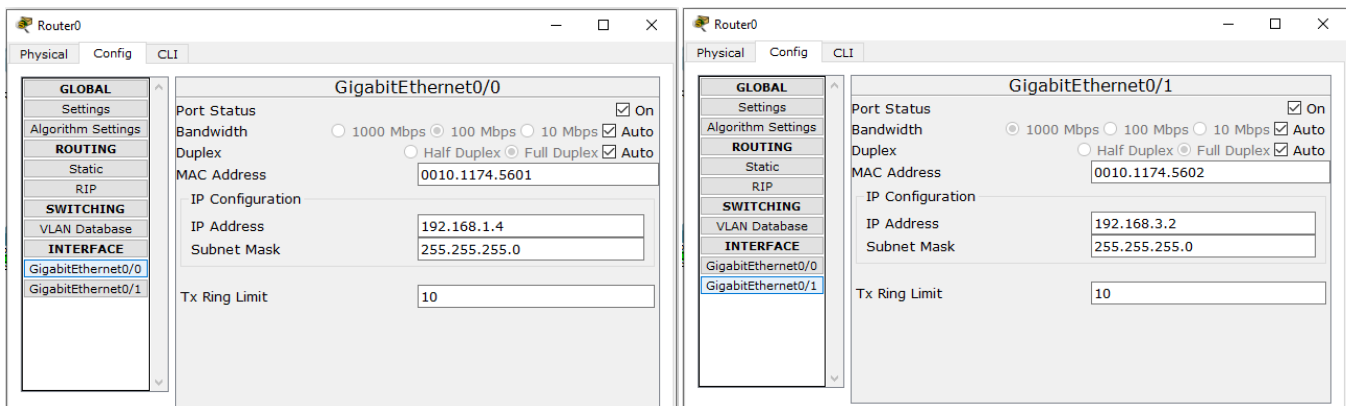 Router0
Physical Config CLI
GLOBAL
Settings
Algorithm Settings
ROUTING
Static
RIP
SWITCHING
VLAN Database
INTERFACE
GigabitEthernet0/0
GigabitEthernet0/1
GigabitEthernet0/0
Port Status On
Bandwidth 1000 Mbps 100 Mbps 10 Mbps Auto
Duplex Half Duplex Full Duplex Auto
MAC Address 0010.1174.5601
IP Configuration
IP Address 192.168.1.4
Subnet Mask 255.255.255.0
Tx Ring Limit 10
Router0
Physical Config CLI
GLOBAL
Settings
Algorithm Settings
ROUTING
Static
RIP
SWITCHING
VLAN Database
INTERFACE
GigabitEthernet0/0
GigabitEthernet0/1
GigabitEthernet0/1
Port Status On
Bandwidth 1000 Mbps 100 Mbps 10 Mbps Auto
Duplex Half Duplex Full Duplex Auto
MAC Address 0010.1174.5602
IP Configuration
IP Address 192.168.3.2
Subnet Mask 255.255.255.0
Tx Ring Limit 10